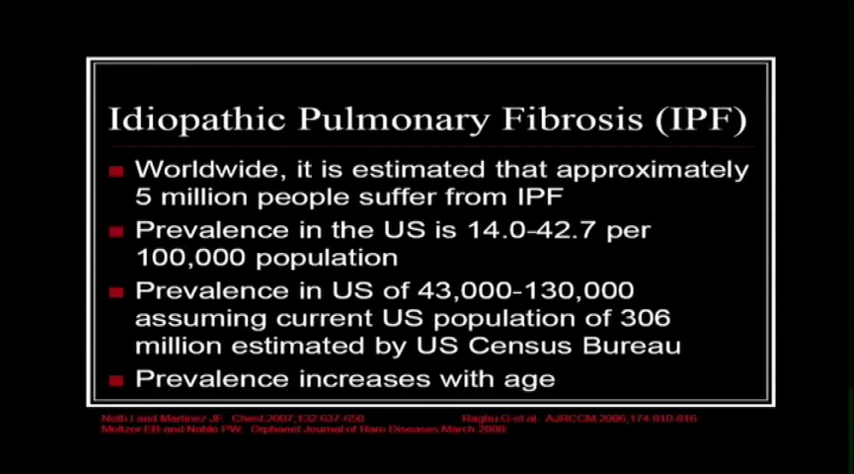 Idiopathic Pulmonary Fibrosis (IPF)
Worldwide, it is estimated that approximately
5 million people suffer from IPF
Prevalence in the US is 14.0-42.7 per
100,000 population
Prevalence in US of 43,000-130,000
assuming current US population of 306
million estimated by US Census Bureau
Prevalence increases with age
Noth I and Martinez JF Chest 2007;132:637-650 Raghu G et al AJRCCM 2006;174:810-816
Meltzer EB and Noble PW. Orphanet Journal of Rare Diseases March 2008